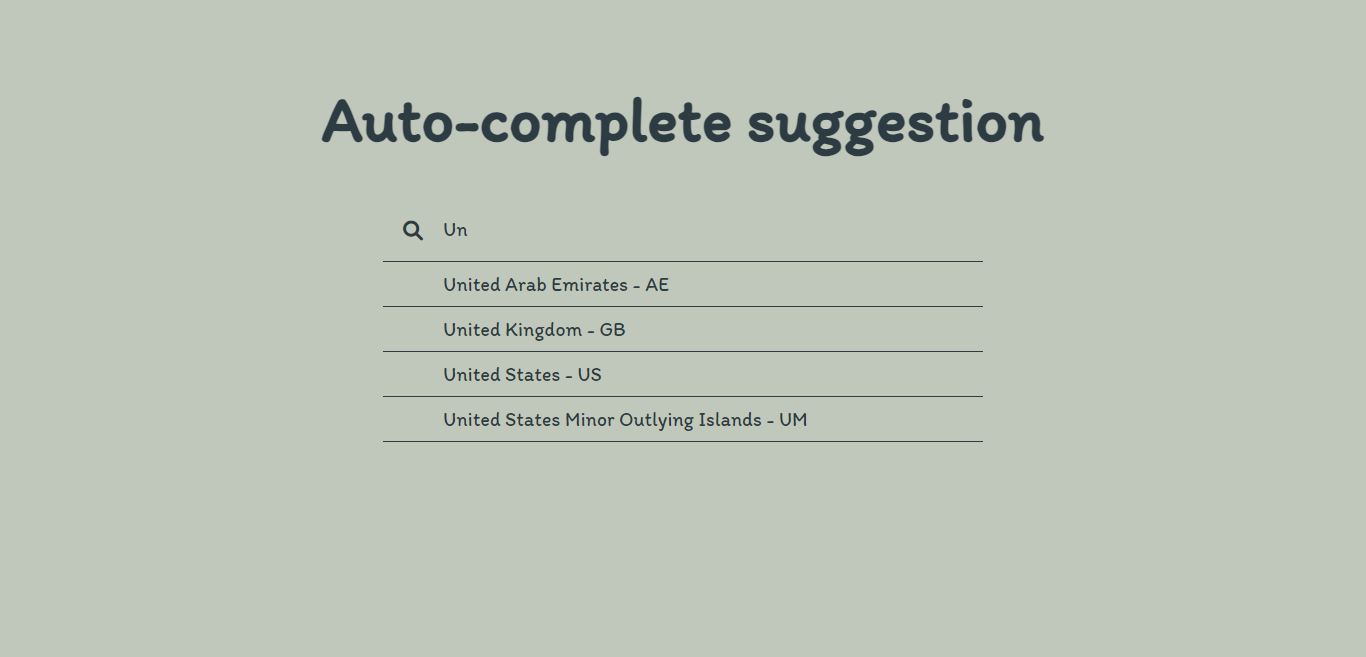 Auto-complete suggestion
Un
United Arab Emirates - AE
United Kingdom - GB
United States - US
United States Minor Outlying Islands - UM